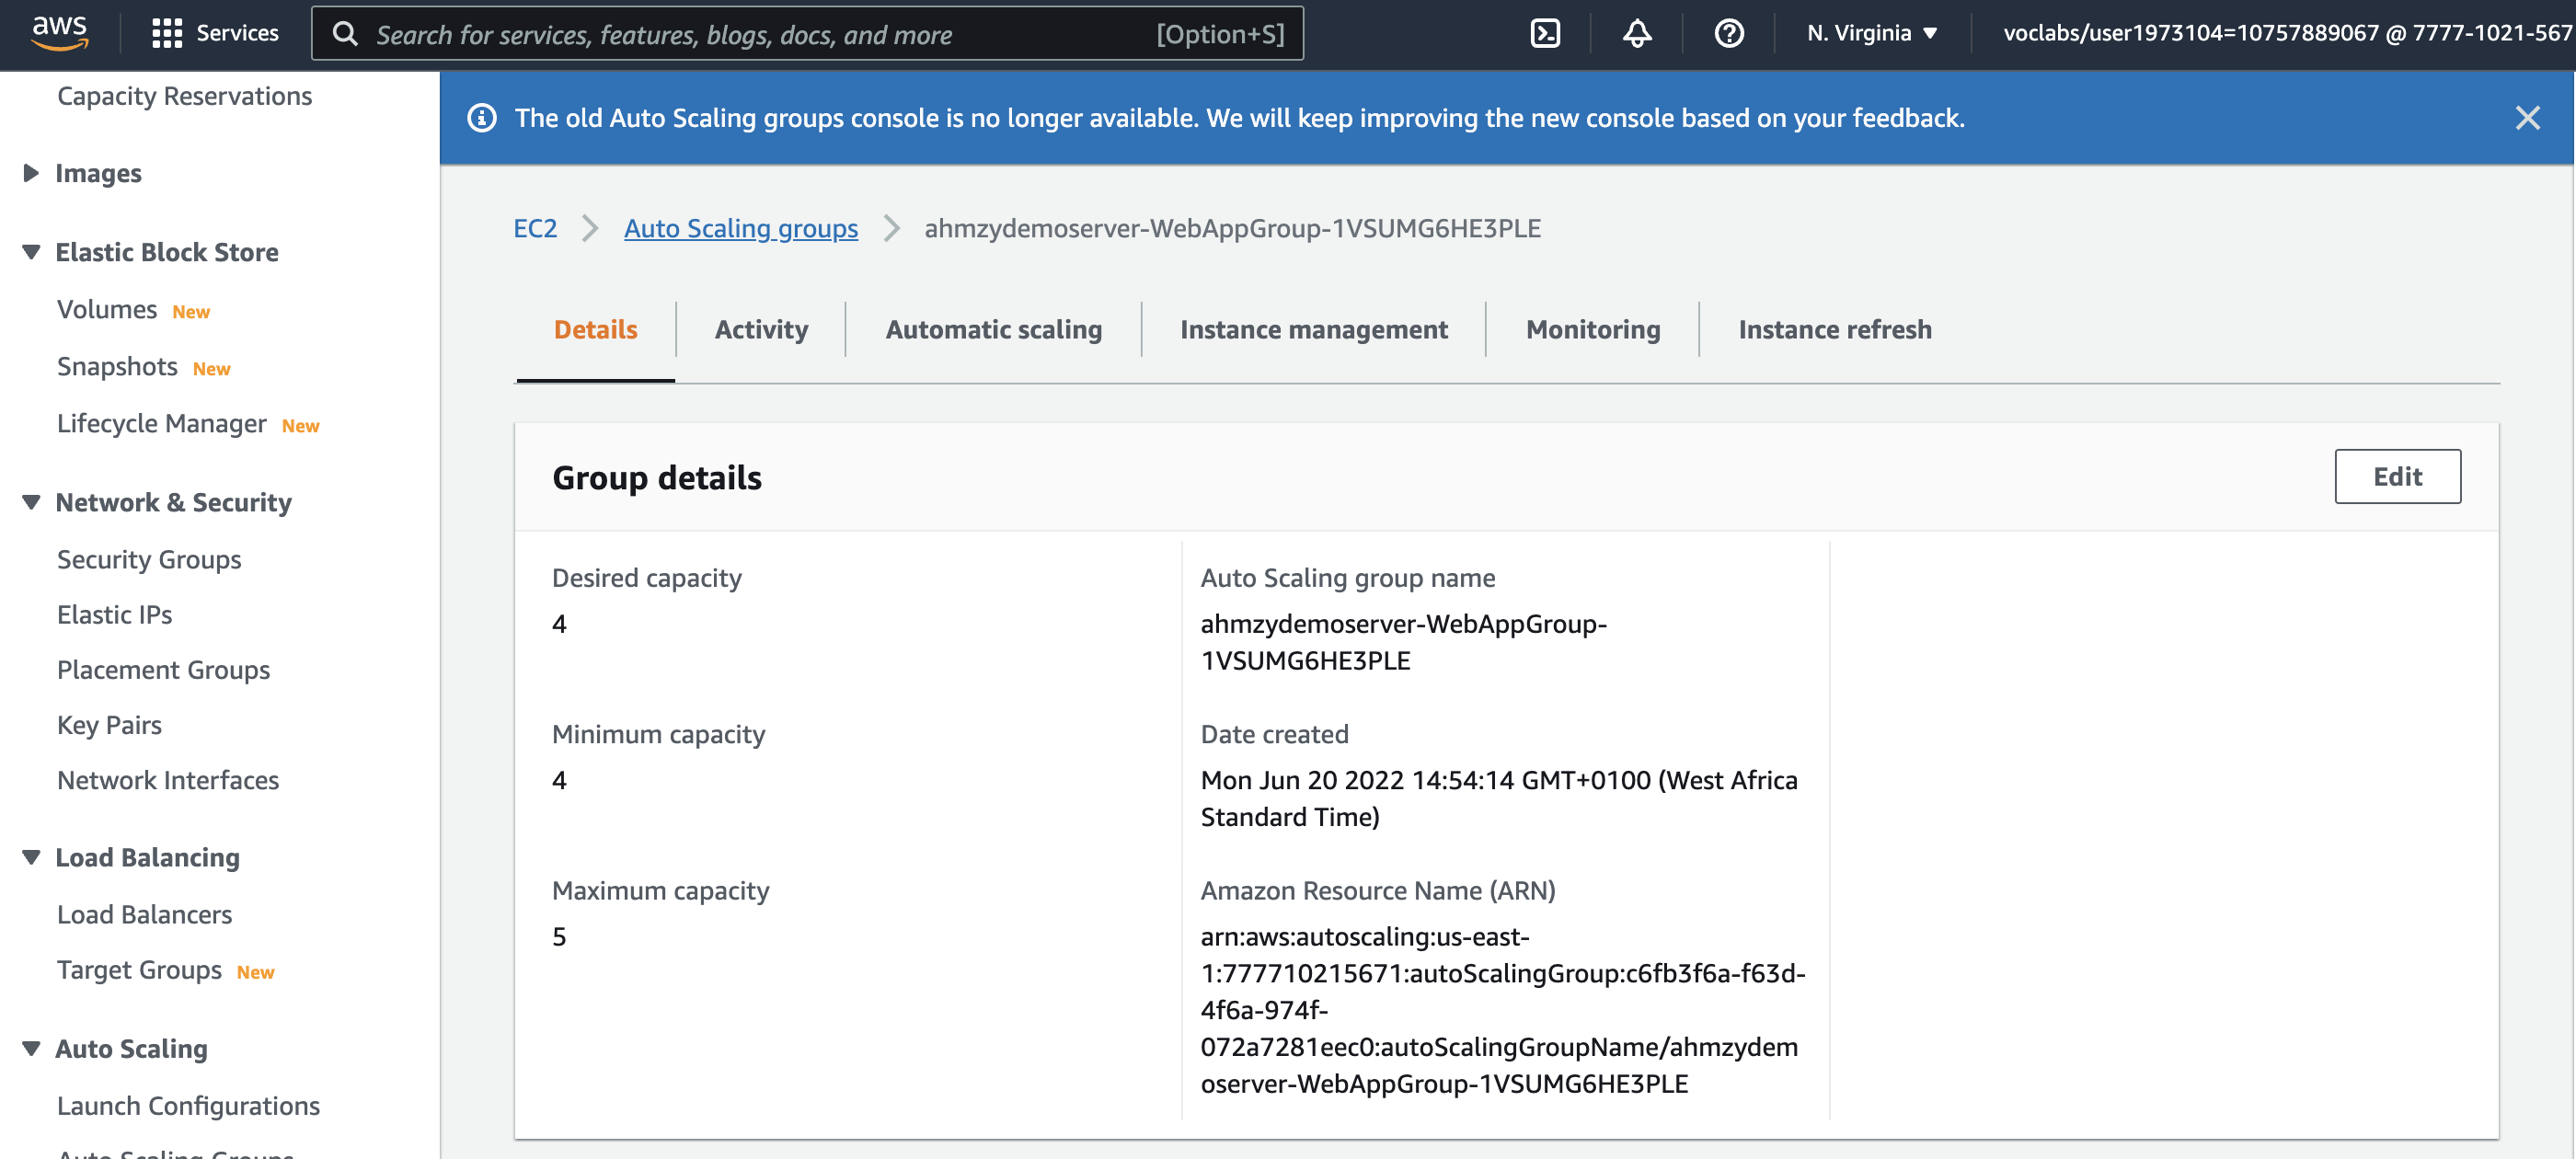 aws
Services
Search for services, features, blogs, docs, and more
[Option+S]
N. Virginia
voclabs/user1973104=10757889067 @ 7777-1021-567
Capacity Reservations
Images
Elastic Block Store
Volumes New
Snapshots New
Lifecycle Manager New
Network & Security
Security Groups
Elastic IPs
Placement Groups
Key Pairs
Network Interfaces
Load Balancing
Load Balancers
Target Groups New
Auto Scaling
Launch Configurations
Auto Scaling Groups
The old Auto Scaling groups console is no longer available. We will keep improving the new console based on your feedback.
EC2
Auto Scaling groups
ahmzydemoserver-WebAppGroup-1VSUMG6HE3PLE
Details
Activity
Automatic scaling
Instance management
Monitoring
Instance refresh
Group details
Edit
Desired capacity
4
Minimum capacity
4
Maximum capacity
5
Auto Scaling group name
ahmzydemoserver-WebAppGroup-
1VSUMG6HE3PLE
Date created
Mon Jun 20 2022 14:54:14 GMT+0100 (West Africa
Standard Time)
Amazon Resource Name (ARN)
arn:aws:autoscaling:us-east-
1:777710215671:autoScalingGroup:c6fb3f6a-f63d-
4f6a-974f-
072a7281eec0:autoScalingGroupName/ahmzydem
oserver-WebAppGroup-1VSUMG6HE3PLE